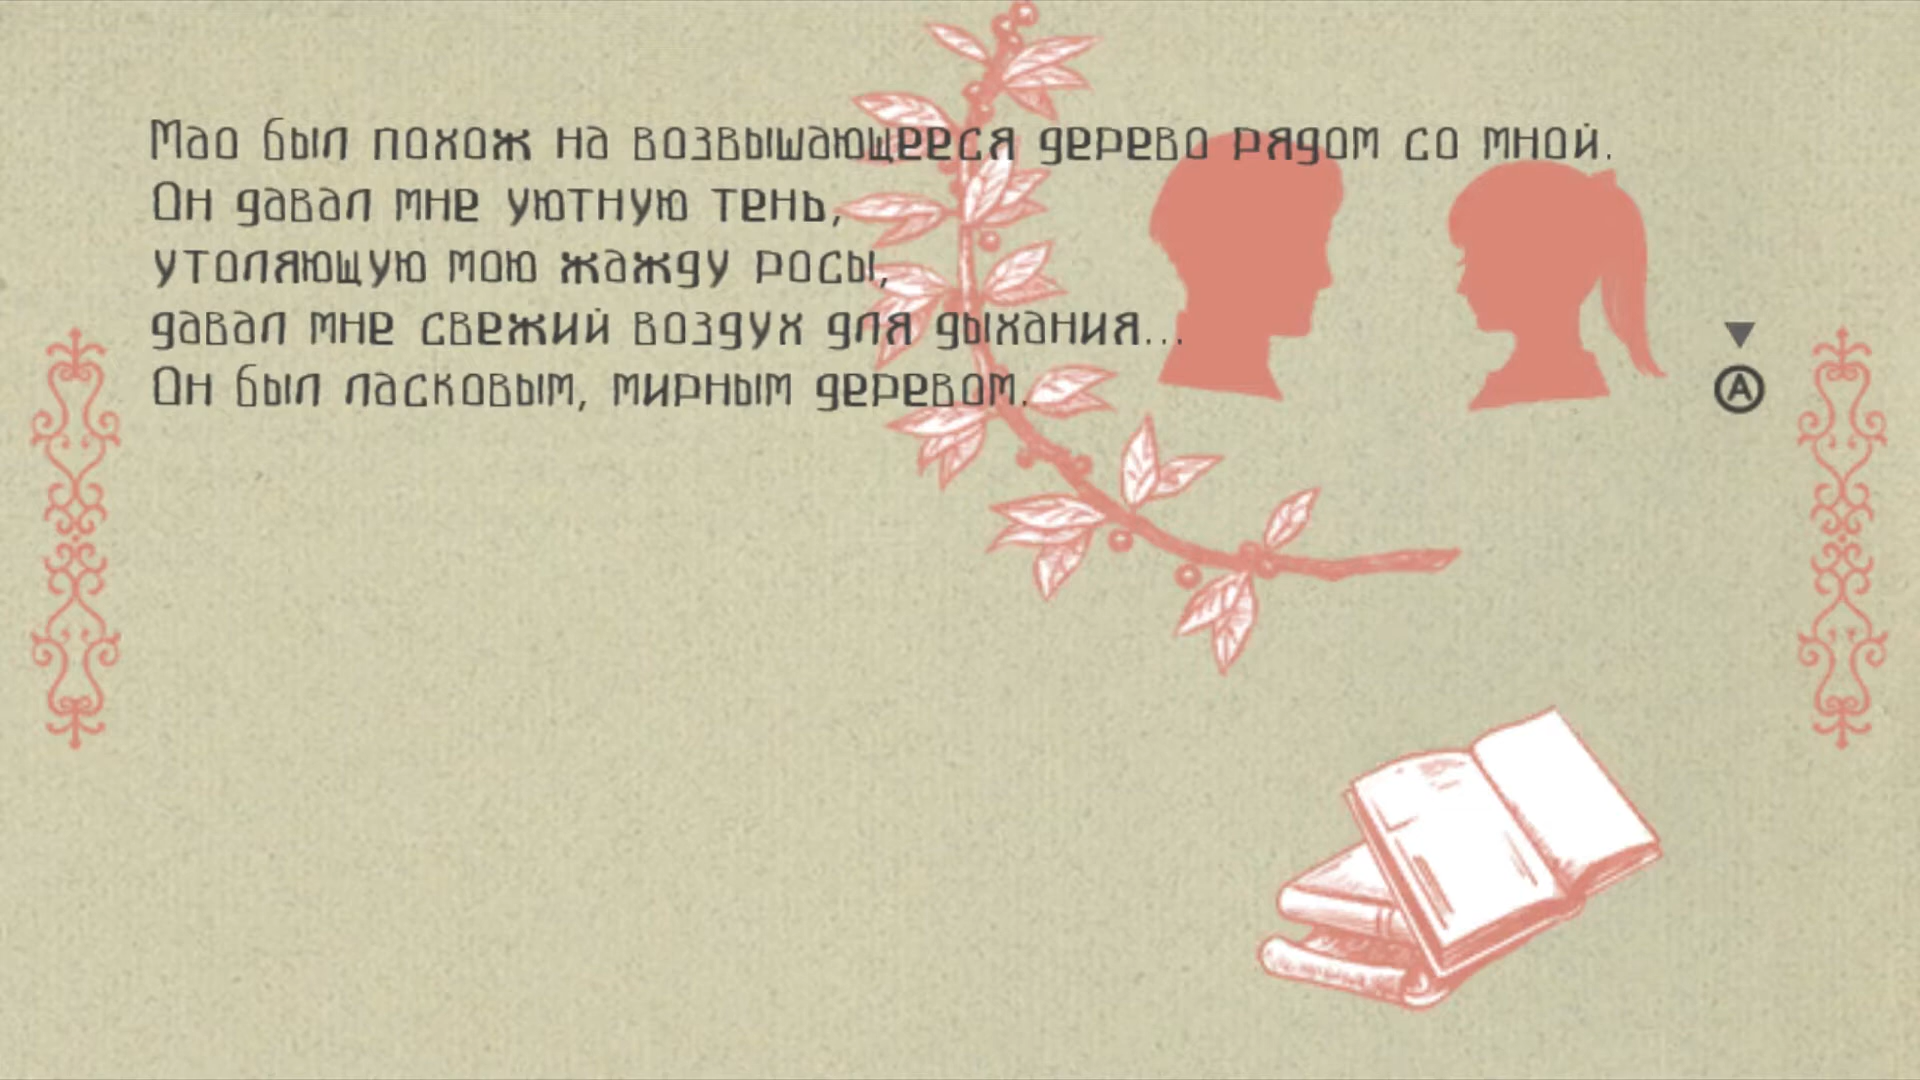 Мао был похож на возвышающееся дерево рядом со мной.
Он давал мне уютную тень,
утоляющую мою жажду росы,
давал мне свежий воздух для дыхания...
Он был ласковым, мирным деревом.
A